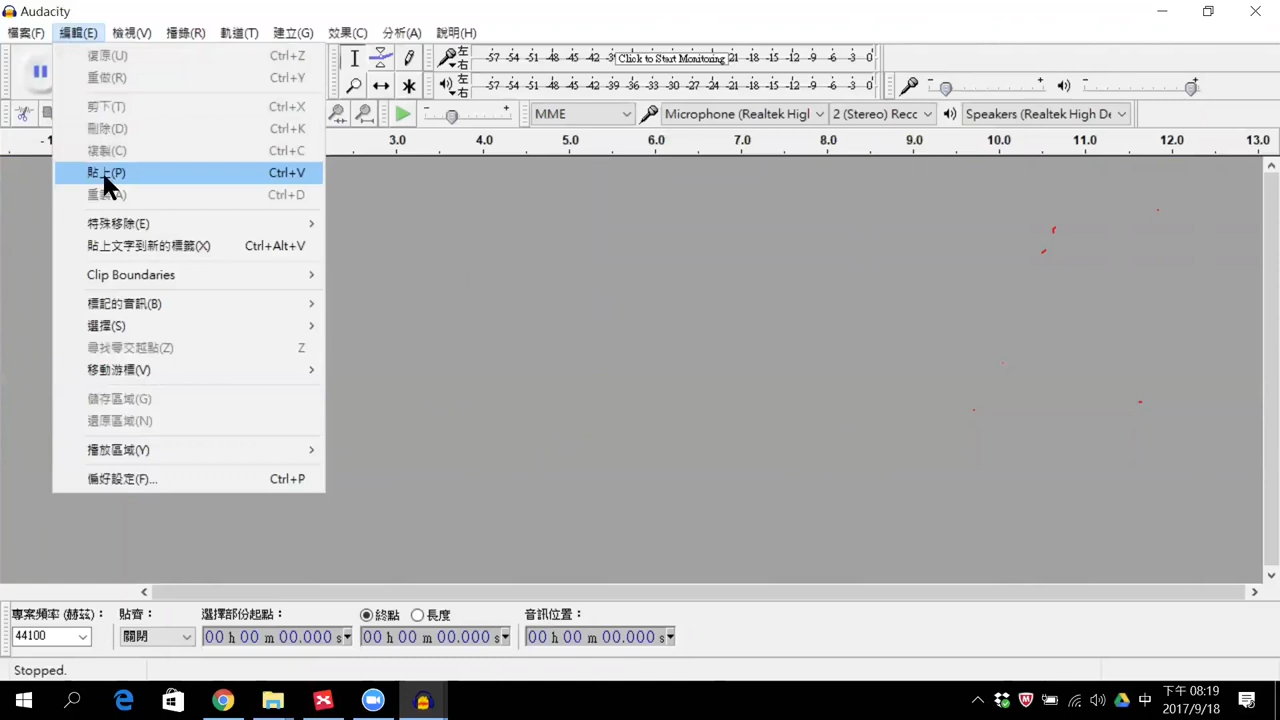 Audacity
檔案(F) 編輯(E) 檢視(V) 播錄(R) 軌道(T) 建立(G) 效果(C) 分析(A) 說明(H)
復原(U) Ctrl+Z
重做(R) Ctrl+Y
剪下(T) Ctrl+X
刪除(D) Ctrl+K
複製(C) Ctrl+C
貼上(P) Ctrl+V
Ctrl+D
特殊移除(E)
貼上文字到新的標籤(X) Ctrl+Alt+V
Clip Boundaries
標記的音訊(B)
選擇(S)
尋找零交越點(Z) Z
移動游標(V)
儲存區域(G)
還原區域(N)
播放區域(Y)
偏好設定(F)... Ctrl+P
左 -57 -54 -51 -48 -45 -42 Click to Start Monitoring 21 -18 -15 -12 -9 -6 -3 0
右
左 -57 -54 -51 -48 -45 -42 -39 -36 -33 -30 -27 -24 -21 -18 -15 -12 -9 -6 -3 0
右
MME Microphone (Realtek Higl 2 (Stereo) Recc Speakers (Realtek High De
3.0 4.0 5.0 6.0 7.0 8.0 9.0 10.0 11.0 12.0 13.0
專案頻率 (赫茲)： 貼齊： 選擇部份起點： 終點 長度 音訊位置：
44100 關閉 00 h 00 m 00.000 s 00 h 00 m 00.000 s 00 h 00 m 00.000 s
Stopped.
中 下午 08:19
2017/9/18